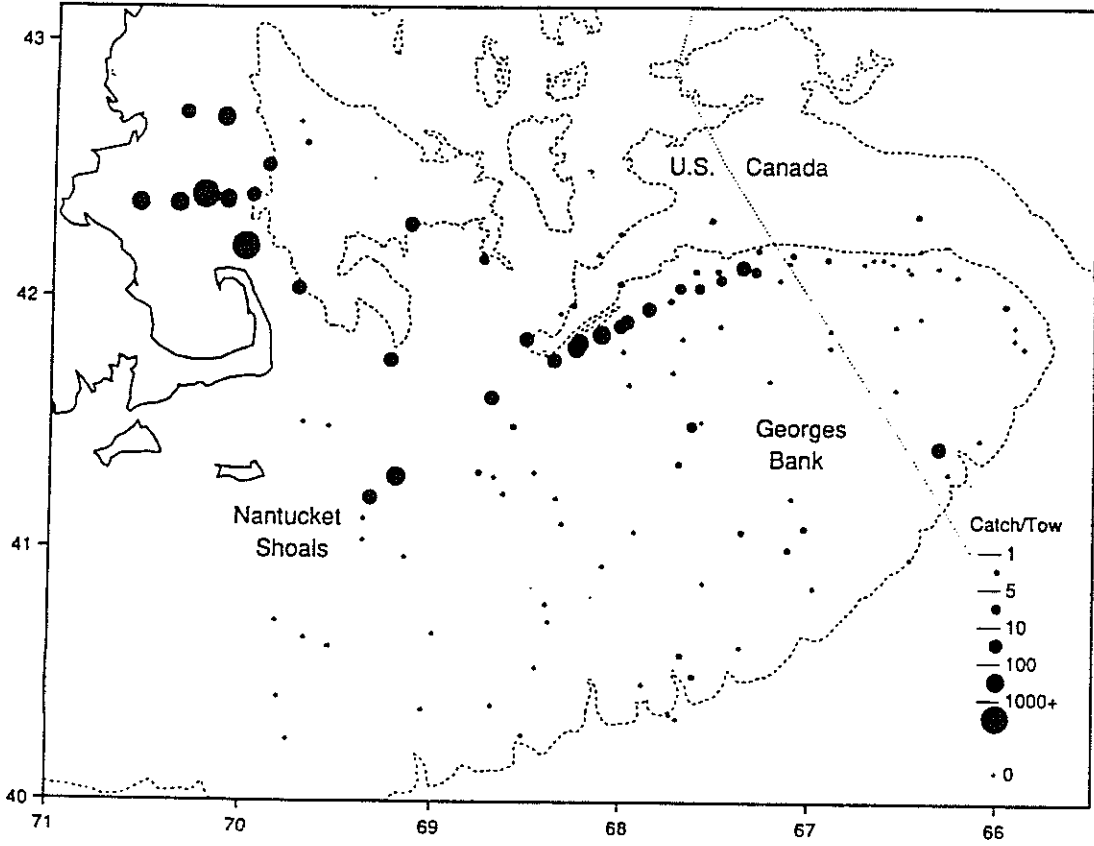 43
U.S. Canada
42
Georges
Bank
Nantucket
Shoals
41
Catch/Tow
1
5
10
100
1000+
0
40
71 70 69 68 67 66